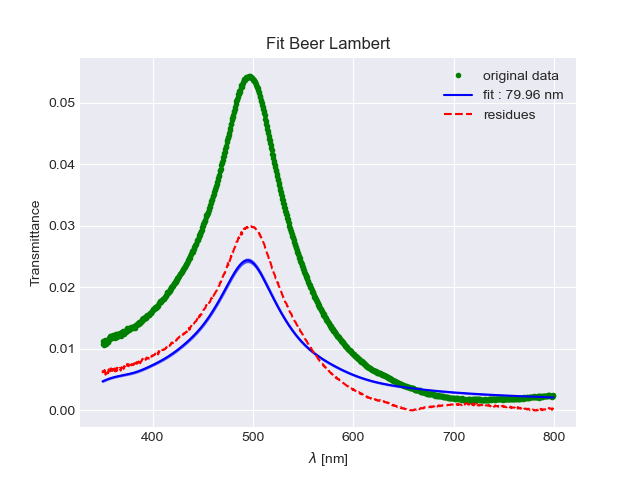 Fit Beer Lambert
original data
fit : 79.96 nm
residues
Transmittance
0.05
0.04
0.03
0.02
0.01
0.00
400 500 600 700 800
λ [nm]